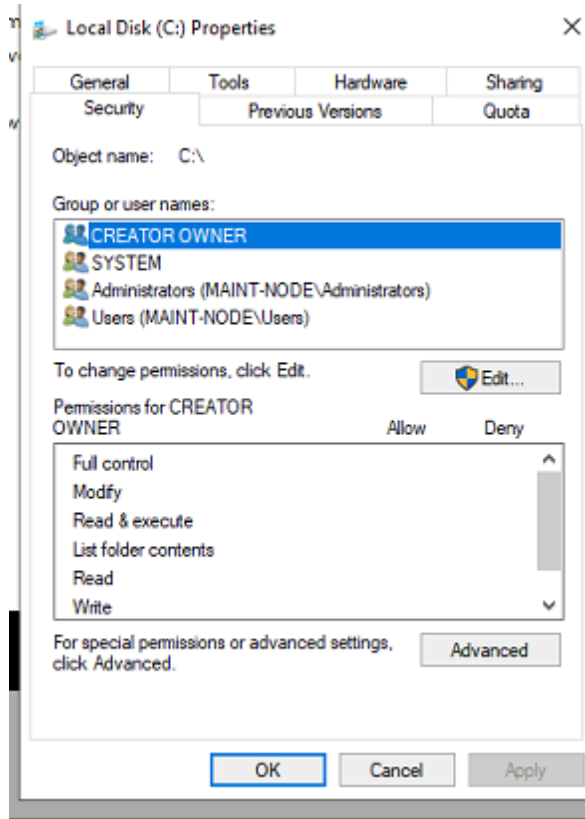 Local Disk (C:) Properties
General Tools Hardware Sharing
Security Previous Versions Quota
Object name: C:\
Group or user names:
CREATOR OWNER
SYSTEM
Administrators (MAINT-NODE\Administrators)
Users (MAINT-NODE\Users)
To change permissions, click Edit.
Edit...
Permissions for CREATOR
OWNER Allow Deny
Full control
Modify
Read & execute
List folder contents
Read
Write
For special permissions or advanced settings,
click Advanced.
Advanced
OK Cancel Apply